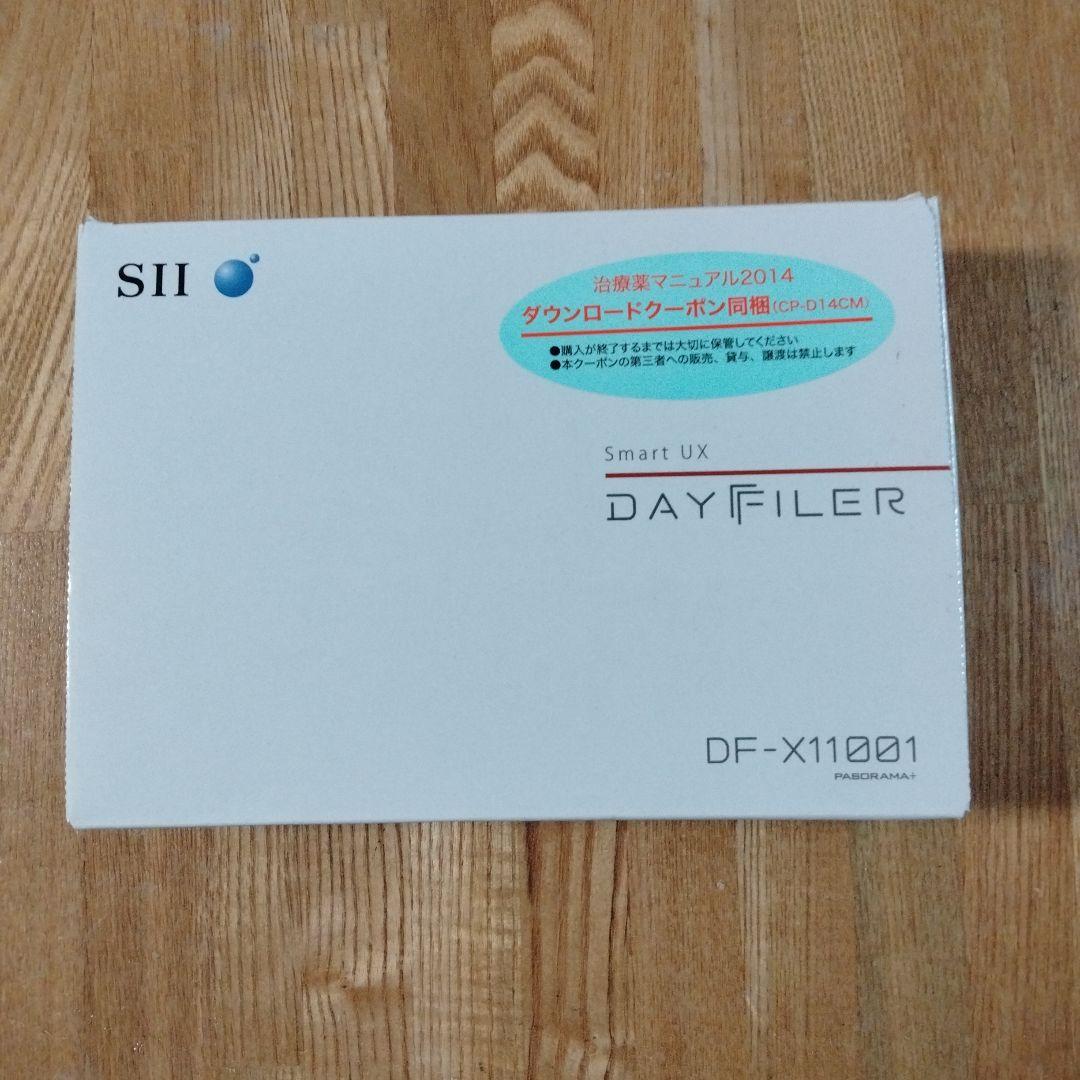 SII
治療薬マニュアル2014
ダウンロードクーポン同梱(CP-D14CM)
●購入が終了するまでは大切に保管してください
●本クーポンの第三者への販売、貸与、譲渡は禁止します
Smart UX
DAYFILER
DF-X11001
PASORAMA+